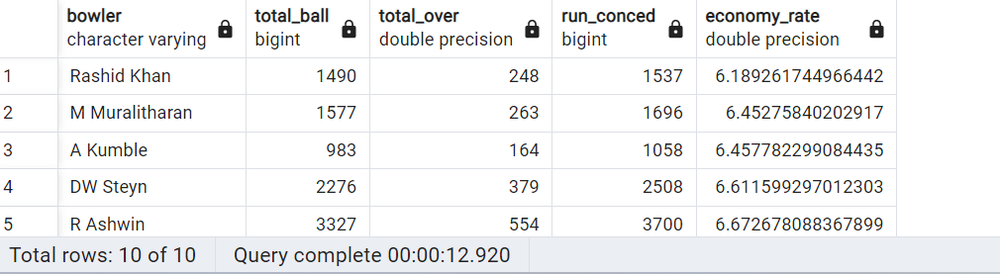 bowler total_ball total_over run_conced economy_rate
character varying bigint double precision bigint double precision
1 Rashid Khan 1490 248 1537 6.189261744966442
2 M Muralitharan 1577 263 1696 6.45275840202917
3 A Kumble 983 164 1058 6.457782299084435
4 DW Steyn 2276 379 2508 6.611599297012303
5 R Ashwin 3327 554 3700 6.672678088367899
Total rows: 10 of 10 Query complete 00:00:12.920